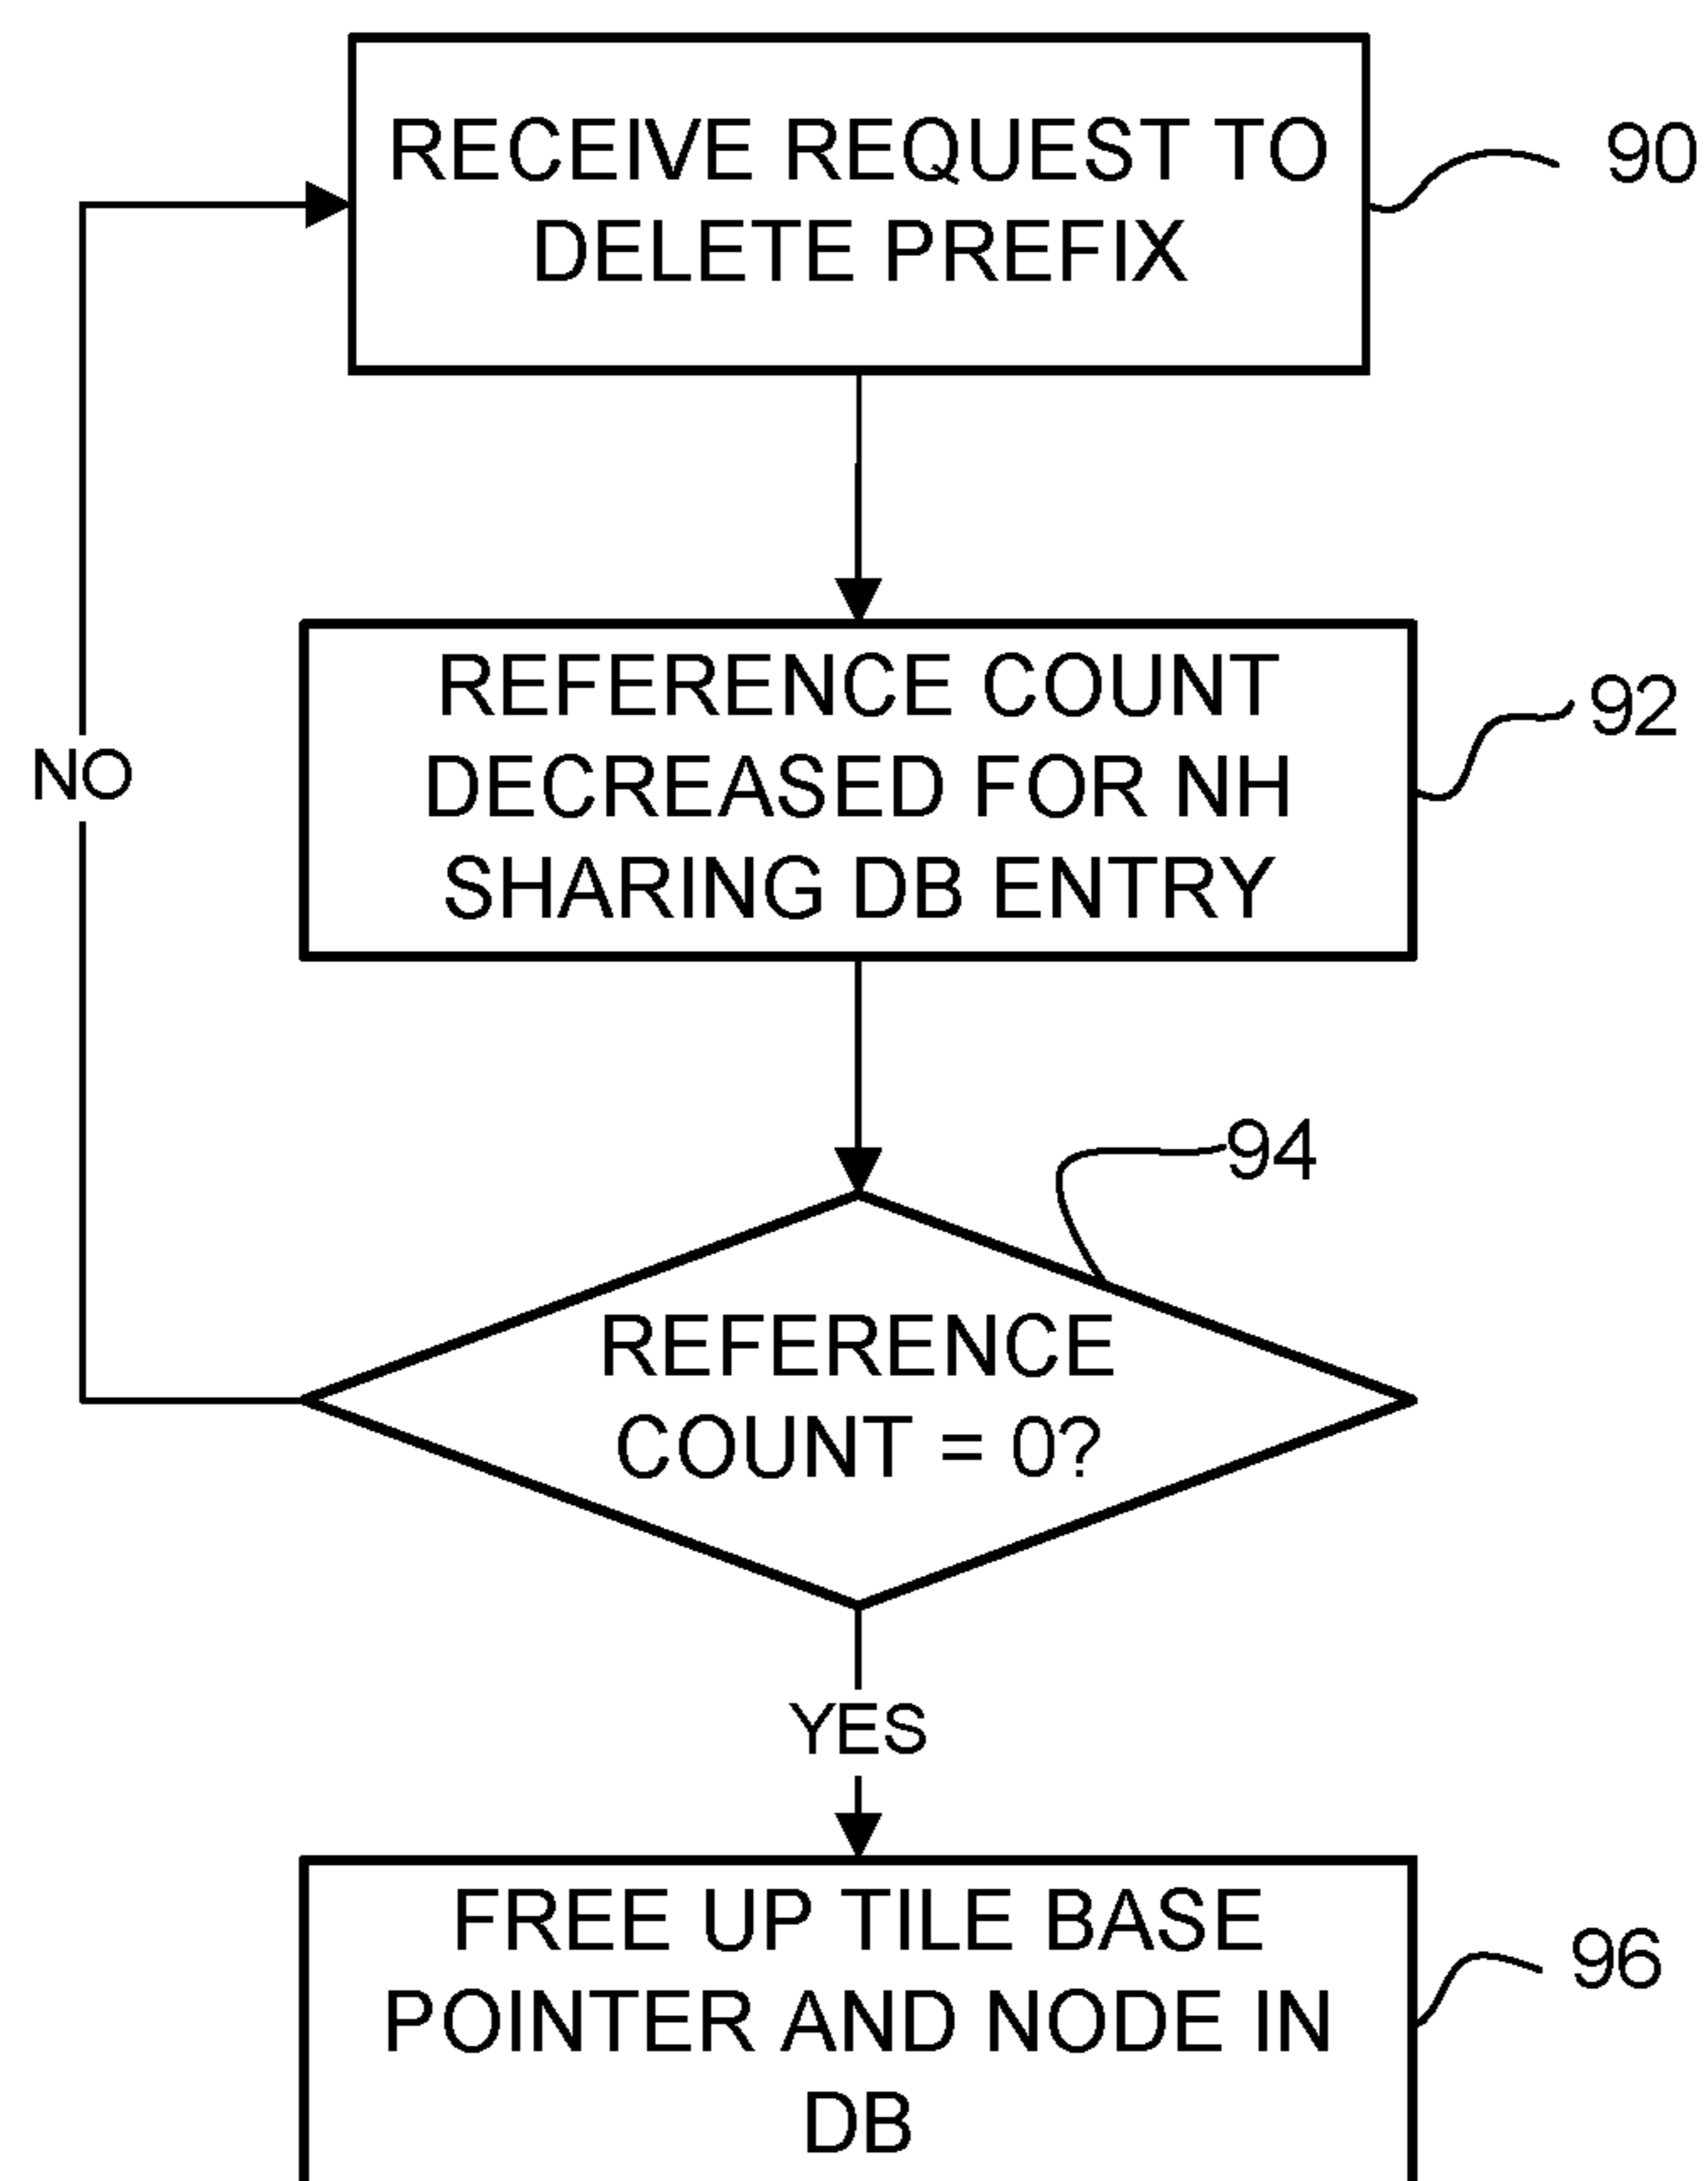 RECEIVE REQUEST TO
DELETE PREFIX
90
REFERENCE COUNT
DECREASED FOR NH
SHARING DB ENTRY
92
NO
94
REFERENCE
COUNT = 0?
YES
FREE UP TILE BASE
POINTER AND NODE IN
DB
96